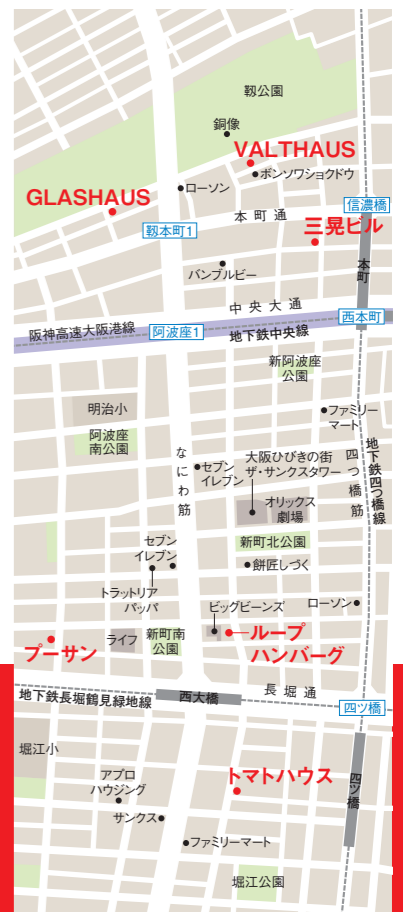 靱公園
銅像
VALTHAUS
ボンソワショクドウ
ローソン
GLASHAUS
信濃橋
本町通
靱本町1
三晃ビル
本町
バンブルビー
中央大通
西本町
阪神高速大阪港線
阿波座1
地下鉄中央線
新阿波座
公園
明治小
ファミリー
マート
阿波座
南公園
なにわ筋
大阪ひびきの街
ザ・サンクスタワー
四つ橋筋
地下鉄四つ橋線
セブン
イレブン
オリックス
劇場
セブン
イレブン
新町北公園
餅匠しづく
トラットリア
パッパ
ビッグビーンズ
ローソン
プーサン
ライフ
新町南
公園
ループ
ハンバーグ
地下鉄長堀鶴見緑地線
西大橋
長堀通
四ツ橋
堀江小
四ツ橋
アプロ
ハウジング
トマトハウス
サンクス
ファミリーマート
堀江公園